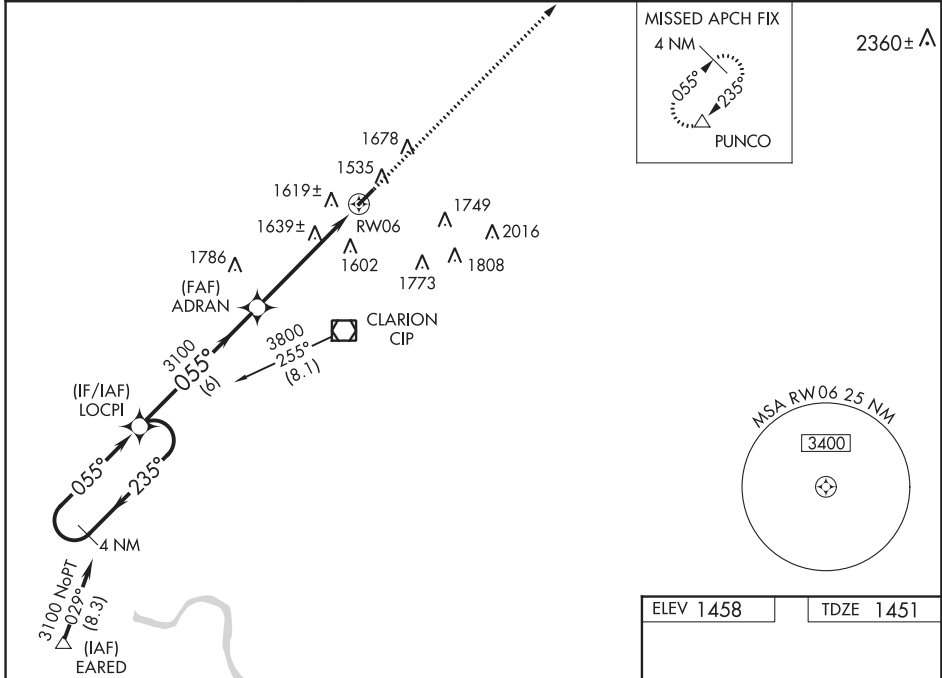 MISSED APCH FIX
4 NM
055°
235°
PUNCO
2360±
1678
1535
1619±
RW06
1639±
1749
2016
1602
1808
1773
1786
(FAF)
ADRAN
CLARION
CIP
3800
255°
(8.1)
3100
055°
(6)
(IF/IAF)
LOCPI
055°
235°
4 NM
3100 NoPT
029°
(8.3)
(IAF)
EARED
MSA RW06 25 NM
3400
ELEV 1458
TDZE 1451